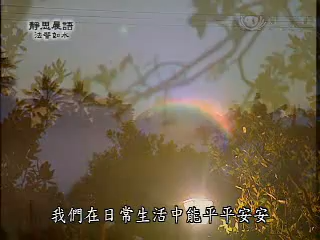 靜思晨語
法譬如水
我們在日常生活中能平平安安